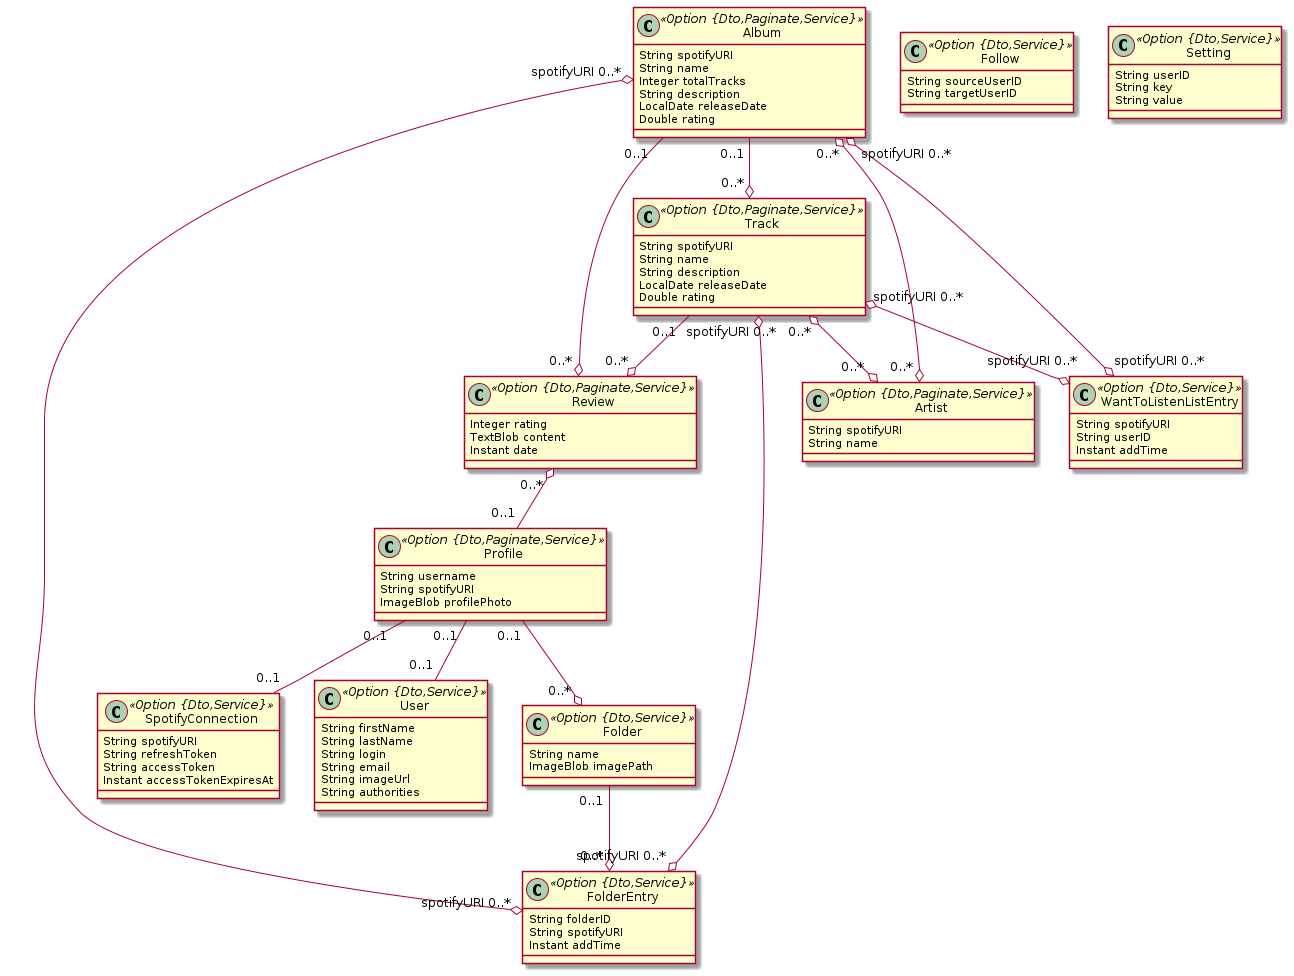 C «Option {Dto,Paginate,Service}»
Album
String spotifyURI
String name
Integer totalTracks
String description
LocalDate releaseDate
Double rating
C «Option {Dto,Service}»
Follow
String sourceUserID
String targetUserID
C «Option {Dto,Service}»
Setting
String userID
String key
String value
spotifyURI 0..*
0..1
0..1
0..*
spotifyURI 0..*
0..*
C «Option {Dto,Paginate,Service}»
Track
String spotifyURI
String name
String description
LocalDate releaseDate
Double rating
spotifyURI 0..*
0..1
spotifyURI 0..*
0..*
0..*
0..*
0..*
0..*
spotifyURI 0..*
spotifyURI 0..*
C «Option {Dto,Paginate,Service}»
Review
Integer rating
TextBlob content
Instant date
C «Option {Dto,Paginate,Service}»
Artist
String spotifyURI
String name
C «Option {Dto,Service}»
WantToListenListEntry
String spotifyURI
String userID
Instant addTime
0..*
0..1
C «Option {Dto,Paginate,Service}»
Profile
String username
String spotifyURI
ImageBlob profilePhoto
0..1
0..1
0..1
0..1
0..1
0..*
C «Option {Dto,Service}»
SpotifyConnection
String spotifyURI
String refreshToken
String accessToken
Instant accessTokenExpiresAt
C «Option {Dto,Service}»
User
String firstName
String lastName
String login
String email
String imageUrl
String authorities
C «Option {Dto,Service}»
Folder
String name
ImageBlob imagePath
0..1
0..*
spotifyURI 0..*
spotifyURI 0..*
C «Option {Dto,Service}»
FolderEntry
String folderID
String spotifyURI
Instant addTime